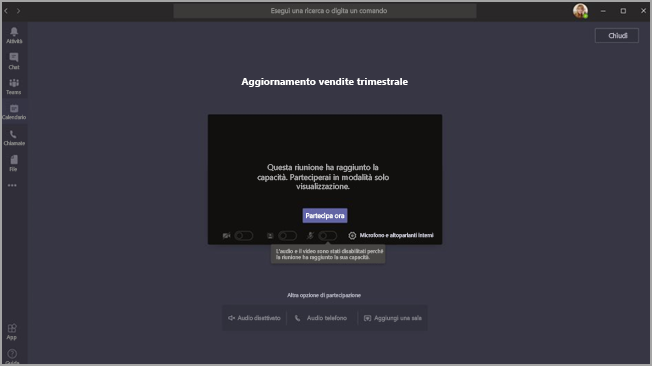 Esegui una ricerca o digita un comando
Attività
Chat
Teams
Calendario
Chiamate
File
Chiudi
Aggiornamento vendite trimestrale
Questa riunione ha raggiunto la
capacità. Parteciperai in modalità solo
visualizzazione.
Partecipa ora
Microfono e altoparlanti interni
L'audio e il video sono stati disabilitati perché
la riunione ha raggiunto la sua capacità.
Altra opzione di partecipazione
Audio disattivato
Audio telefono
Aggiungi una sala
App
Guida